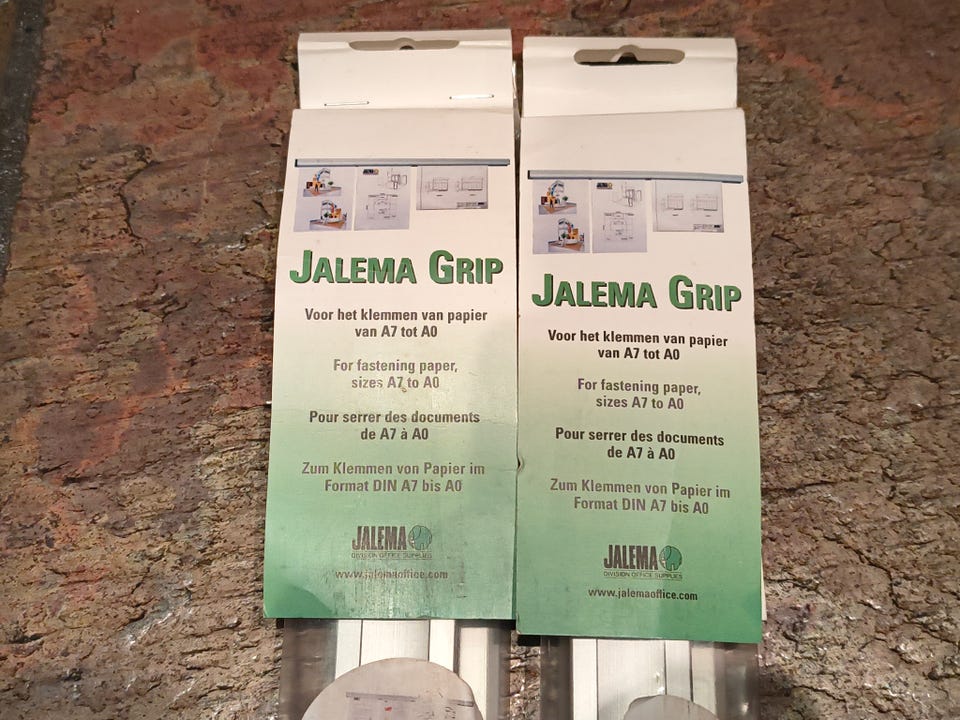 JALEMA GRIP
Voor het klemmen van papier
van A7 tot A0
For fastening paper,
sizes A7 to A0
Pour serrer des documents
de A7 à A0
Zum Klemmen von Papier im
Format DIN A7 bis A0
JALEMA
DIVISION OFFICE SUPPLIES
www.jalemaoffice.com
JALEMA GRIP
Voor het klemmen van papier
van A7 tot A0
For fastening paper,
sizes A7 to A0
Pour serrer des documents
de A7 à A0
Zum Klemmen von Papier im
Format DIN A7 bis A0
JALEMA
DIVISION OFFICE SUPPLIES
www.jalemaoffice.com